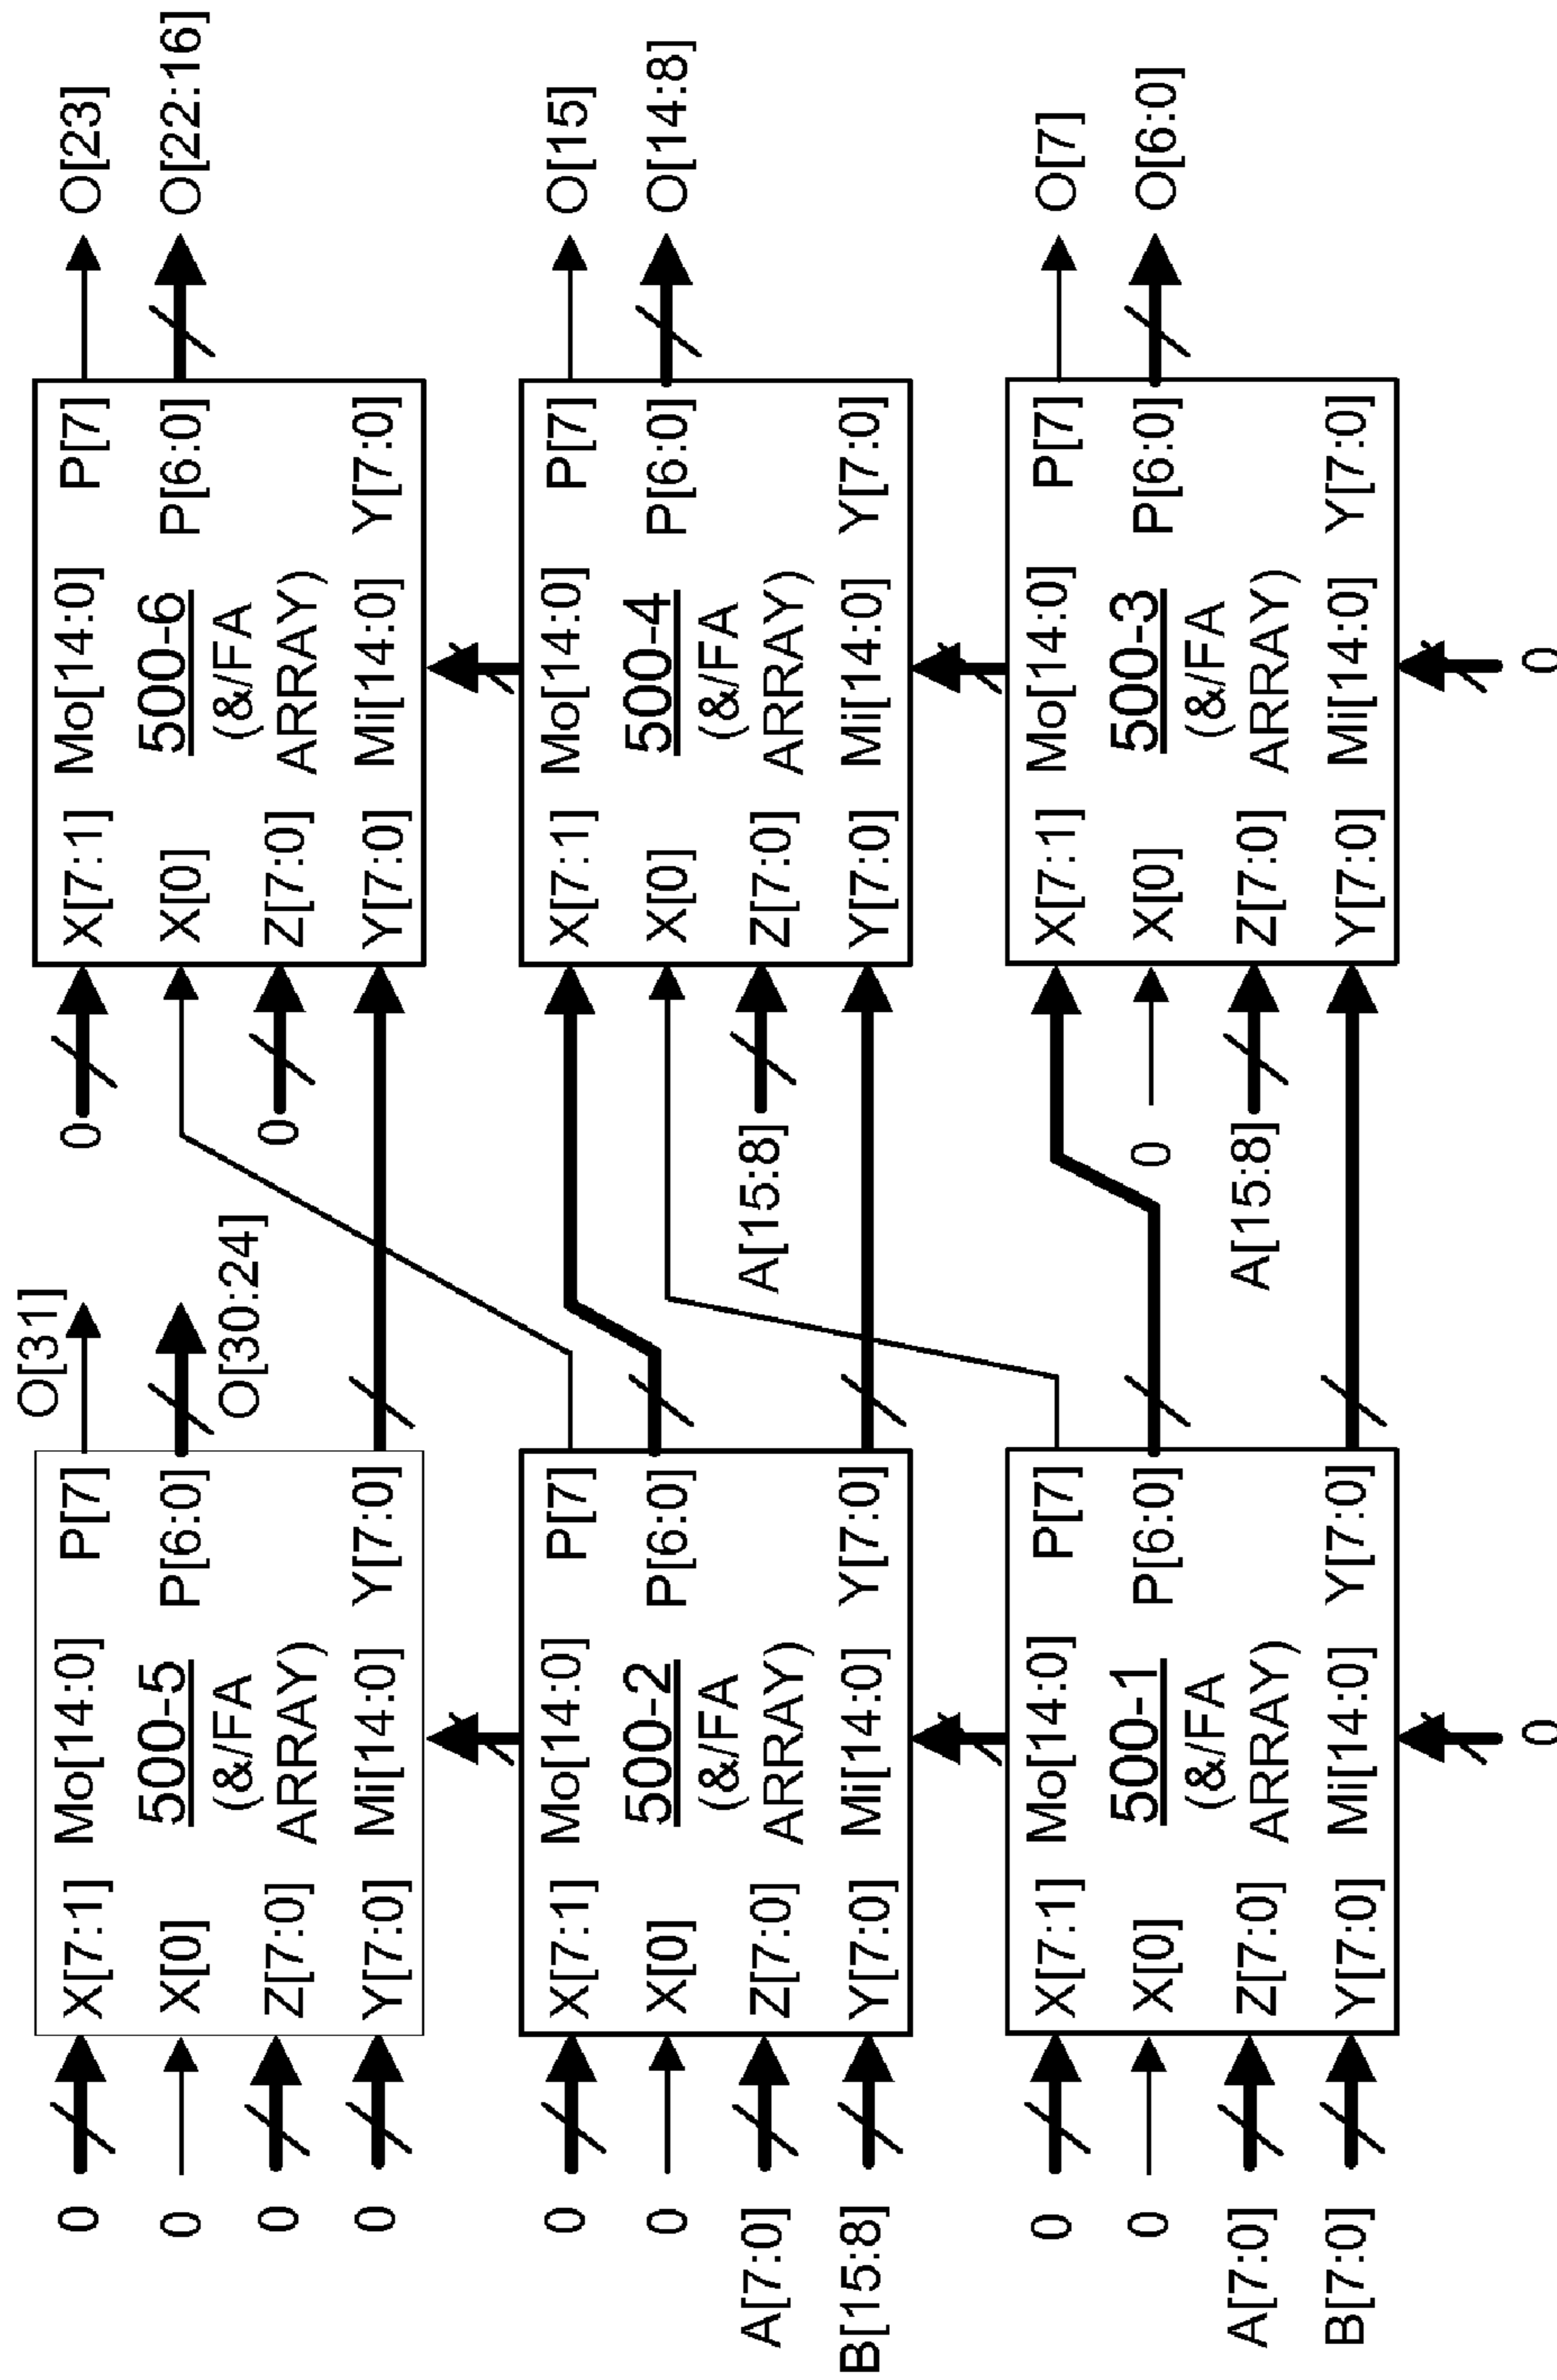 O[31]
0 X[7:1] Mo[14:0] P[7] 0 X[7:1] Mo[14:0] P[7] O[23]
0 X[0] 500-5 P[6:0] X[0] 500-6 P[6:0] O[22:16]
(&/FA O[30:24] (&/FA
0 Z[7:0] ARRAY) 0 Z[7:0] ARRAY)
0 Y[7:0] Mi[14:0] Y[7:0] Y[7:0] Mi[14:0] Y[7:0]
0 X[7:1] Mo[14:0] P[7] X[7:1] Mo[14:0] P[7] O[15]
0 X[0] 500-2 P[6:0] X[0] 500-4 P[6:0] O[14:8]
(&/FA (&/FA
A[7:0] Z[7:0] ARRAY) A[15:8] Z[7:0] ARRAY)
B[15:8] Y[7:0] Mi[14:0] Y[7:0] Y[7:0] Mi[14:0] Y[7:0]
0 X[7:1] Mo[14:0] P[7] X[7:1] Mo[14:0] P[7] O[7]
0 X[0] 500-1 P[6:0] 0 X[0] 500-3 P[6:0] O[6:0]
(&/FA (&/FA
A[7:0] Z[7:0] ARRAY) A[15:8] Z[7:0] ARRAY)
B[7:0] Y[7:0] Mi[14:0] Y[7:0] Y[7:0] Mi[14:0] Y[7:0]
0 0